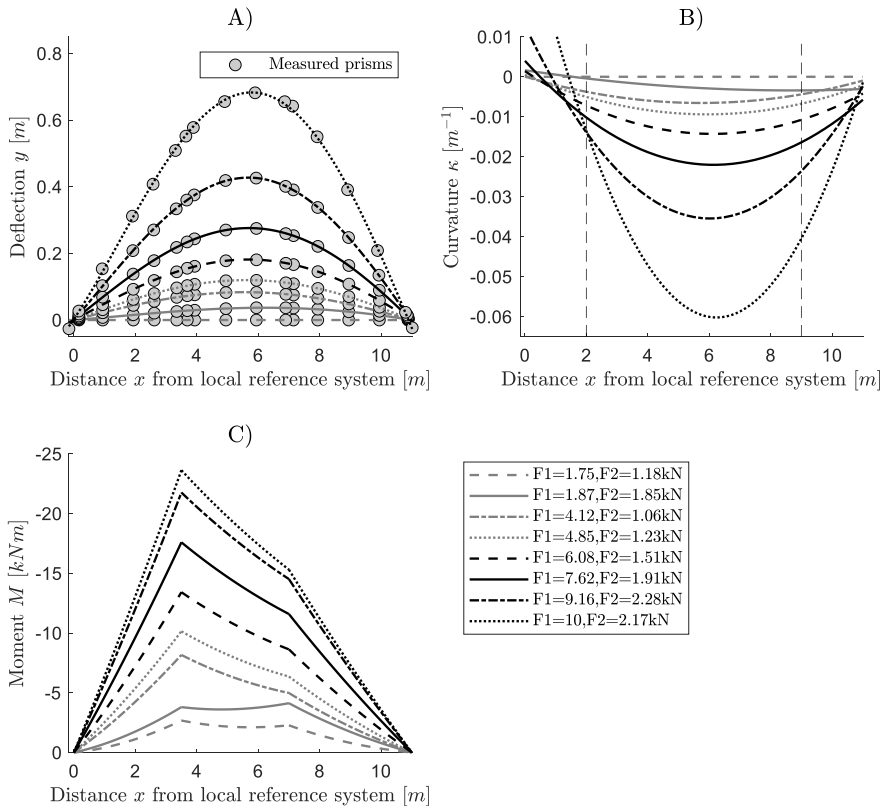 A)
0.8
0.6
0.4
0.2
0
Deflection y [m]
Measured prisms
0
2
4
6
8
10
Distance x from local reference system [m]
B)
0.01
0
-0.01
-0.02
-0.03
-0.04
-0.05
-0.06
Curvature κ [m⁻¹]
0
2
4
6
8
10
Distance x from local reference system [m]
C)
-25
-20
-15
-10
-5
0
Moment M [kNm]
0
2
4
6
8
10
Distance x from local reference system [m]
F1=1.75,F2=1.18kN
F1=1.87,F2=1.85kN
F1=4.12,F2=1.06kN
F1=4.85,F2=1.23kN
F1=6.08,F2=1.51kN
F1=7.62,F2=1.91kN
F1=9.16,F2=2.28kN
F1=10,F2=2.17kN